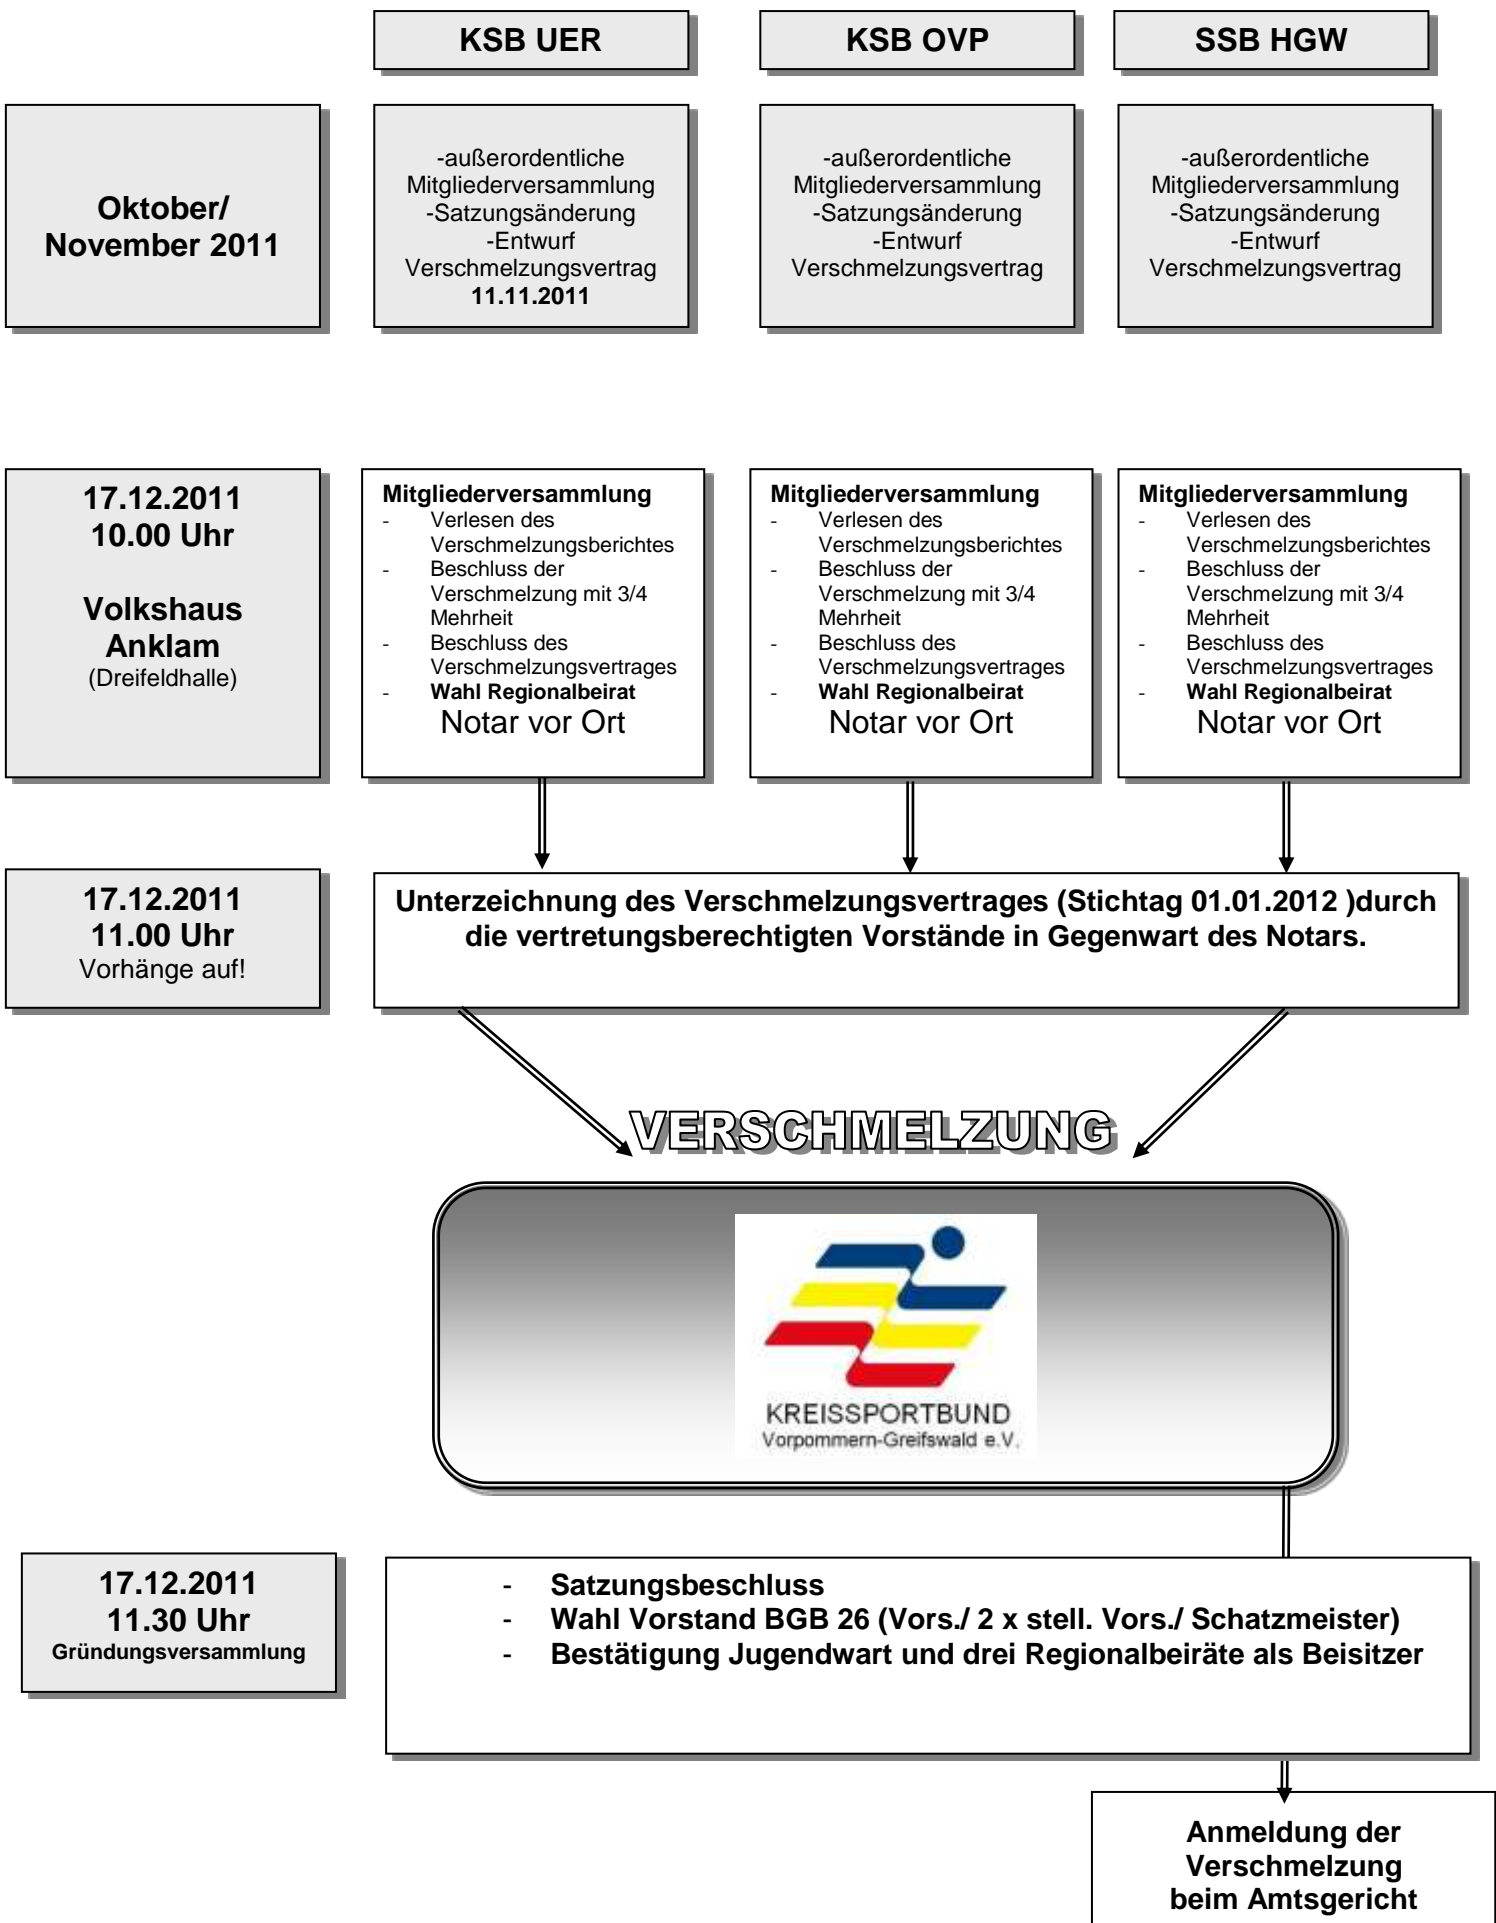 KSB UER
KSB OVP
SSB HGW
Oktober/
November 2011
-außerordentliche
Mitgliederversammlung
-Satzungsänderung
-Entwurf
Verschmelzungsvertrag
11.11.2011
-außerordentliche
Mitgliederversammlung
-Satzungsänderung
-Entwurf
Verschmelzungsvertrag
-außerordentliche
Mitgliederversammlung
-Satzungsänderung
-Entwurf
Verschmelzungsvertrag
17.12.2011
10.00 Uhr
Volkshaus
Anklam
(Dreifeldhalle)
Mitgliederversammlung
- Verlesen des
Verschmelzungsberichtes
- Beschluss der
Verschmelzung mit 3/4
Mehrheit
- Beschluss des
Verschmelzungsvertrages
- Wahl Regionalbeirat
Notar vor Ort
Mitgliederversammlung
- Verlesen des
Verschmelzungsberichtes
- Beschluss der
Verschmelzung mit 3/4
Mehrheit
- Beschluss des
Verschmelzungsvertrages
- Wahl Regionalbeirat
Notar vor Ort
Mitgliederversammlung
- Verlesen des
Verschmelzungsberichtes
- Beschluss der
Verschmelzung mit 3/4
Mehrheit
- Beschluss des
Verschmelzungsvertrages
- Wahl Regionalbeirat
Notar vor Ort
17.12.2011
11.00 Uhr
Vorhänge auf!
Unterzeichnung des Verschmelzungsvertrages (Stichtag 01.01.2012 )durch
die vertretungsberechtigten Vorstände in Gegenwart des Notars.
VERSCHMELZUNG
KREISSPORTBUND
Vorpommern-Greifswald e.V.
17.12.2011
11.30 Uhr
Gründungsversammlung
- Satzungsbeschluss
- Wahl Vorstand BGB 26 (Vors./ 2 x stell. Vors./ Schatzmeister)
- Bestätigung Jugendwart und drei Regionalbeiräte als Beisitzer
Anmeldung der
Verschmelzung
beim Amtsgericht